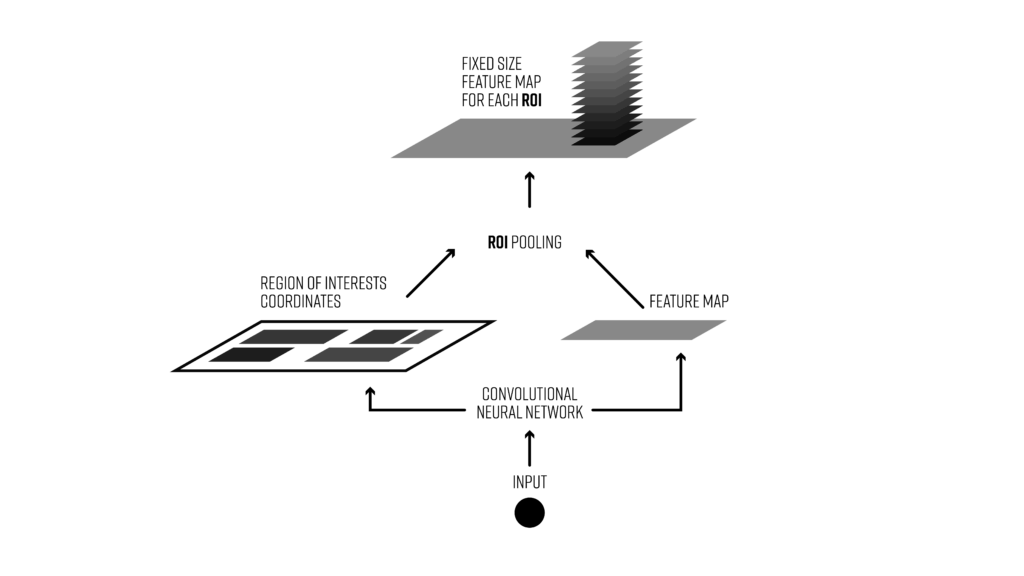 FIXED SIZE
FEATURE MAP
FOR EACH ROI
ROI POOLING
REGION OF INTERESTS
COORDINATES
FEATURE MAP
CONVOLUTIONAL
NEURAL NETWORK
INPUT